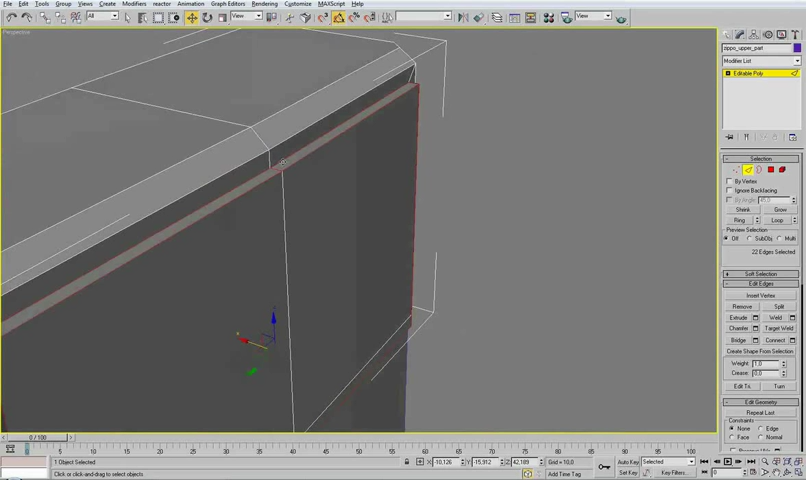 File Edit Tools Group Views Create Modifiers reactor Animation Graph Editors Rendering Customize MAXScript Help
All View View
Perspective
zippo_upper_part
Modifier List
Editable Poly
- Selection
By Vertex
Ignore Backfacing
By Angle: 45,0
Shrink Grow
Ring Loop
Preview Selection
Off SubObj Multi
22 Edges Selected
+ Soft Selection
- Edit Edges
Insert Vertex
Remove Split
Extrude Weld
Chamfer Target Weld
Bridge Connect
Create Shape From Selection
Weight: 1,0
Crease: 0,0
Edit Tri. Turn
- Edit Geometry
Repeat Last
Constraints
None Edge
Face Normal
0 / 100
5 10 15 20 25 30 35 40 45 50 55 60 65 70 75 80 85 90 95 100
1 Object Selected X: -10,126 Y: -15,912 Z: 42,189 Grid = 10,0 Auto Key Selected
Click or click-and-drag to select objects Add Time Tag Set Key Key Filters... 0